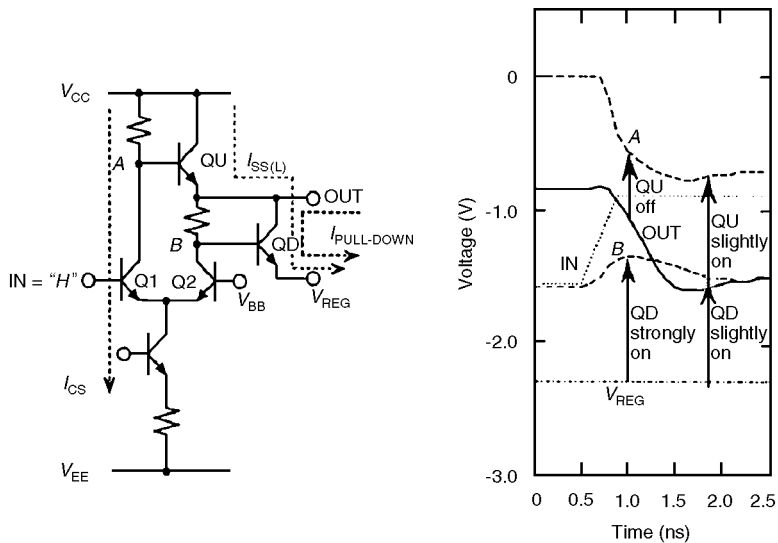 V_CC
A
QU
I_SS(L)
OUT
B
QD
I_PULL-DOWN
IN = "H"
Q1
Q2
V_BB
V_REG
I_CS
V_EE
Voltage (V)
0
-1.0
-2.0
-3.0
A
QU
off
OUT
QU
slightly
on
IN
B
QD
strongly
on
QD
slightly
on
V_REG
0
0.5
1.0
1.5
2.0
2.5
Time (ns)